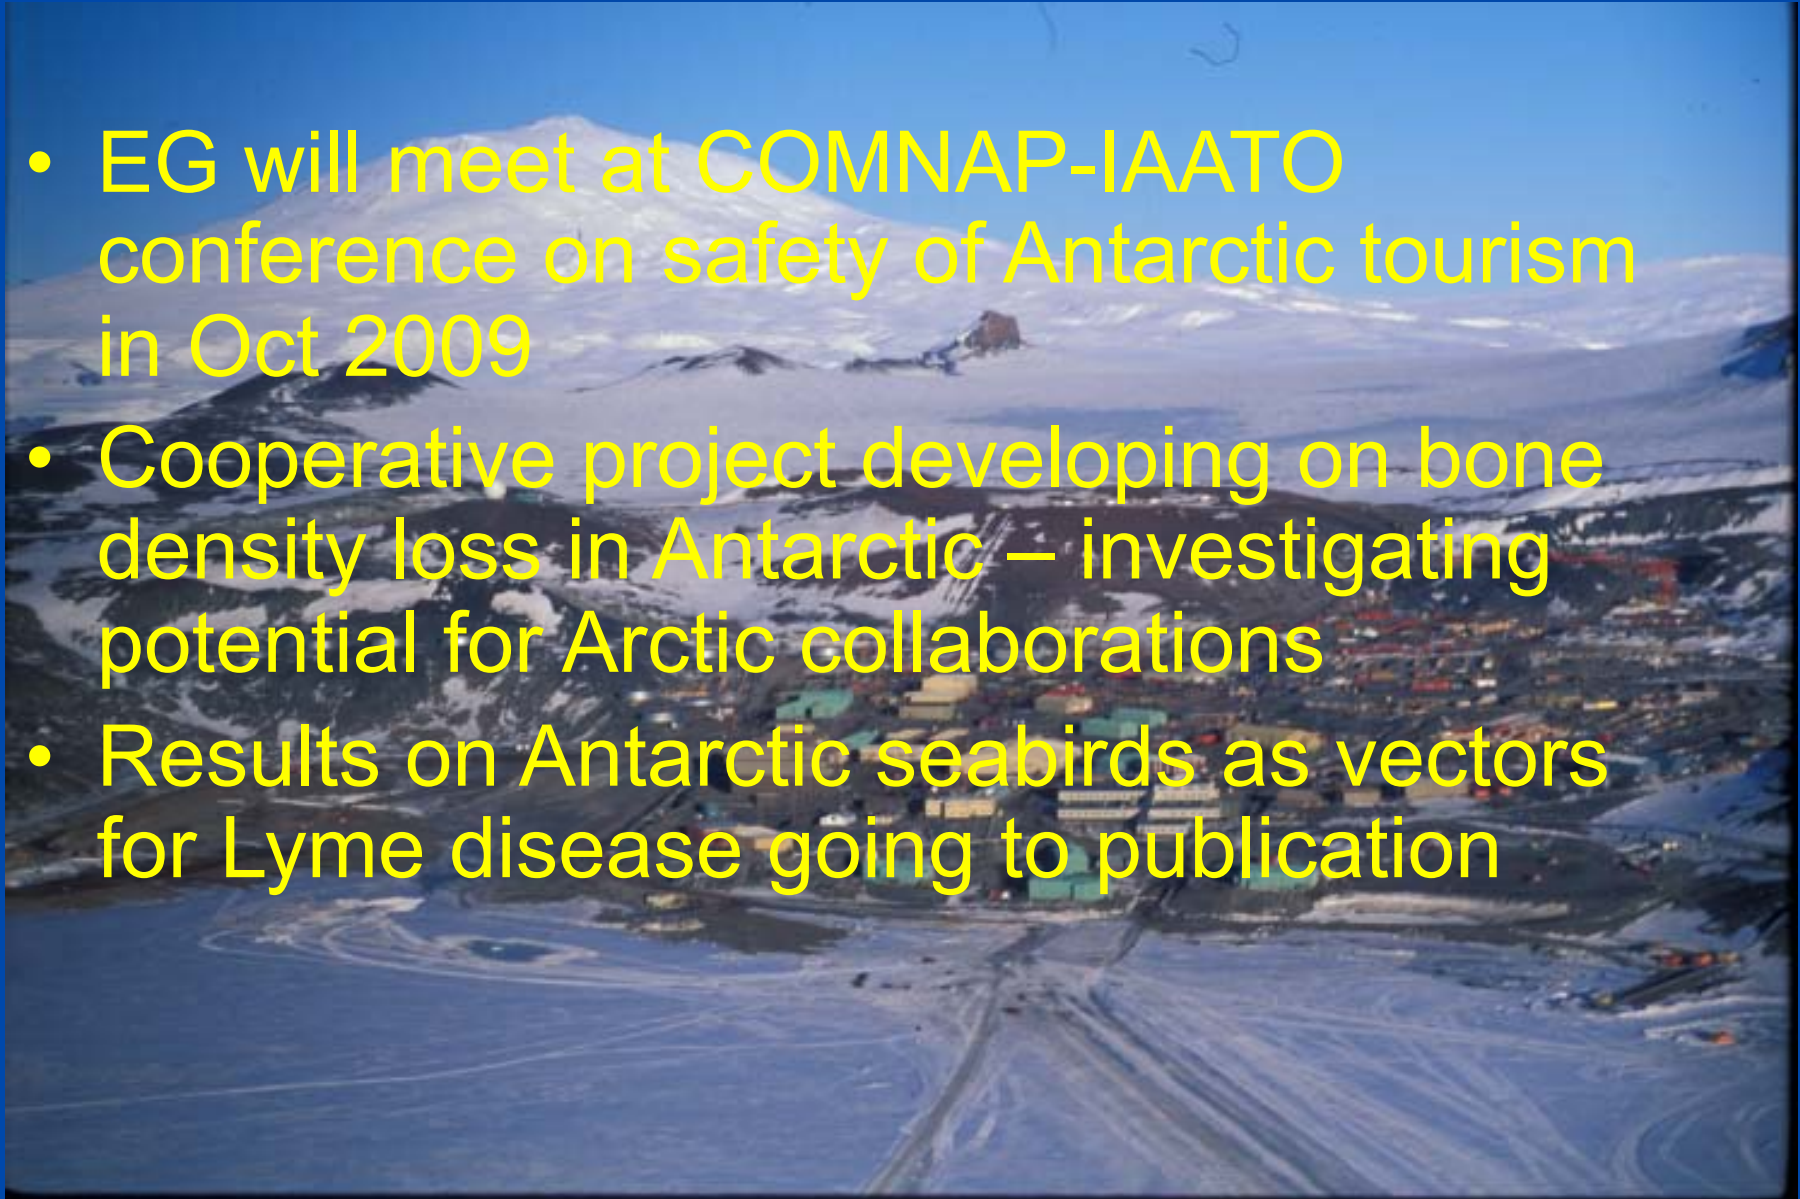 • EG will meet at COMNAP-IAATO
conference on safety of Antarctic tourism
in Oct 2009
• Cooperative project developing on bone
density loss in Antarctic – investigating
potential for Arctic collaborations
• Results on Antarctic seabirds as vectors
for Lyme disease going to publication